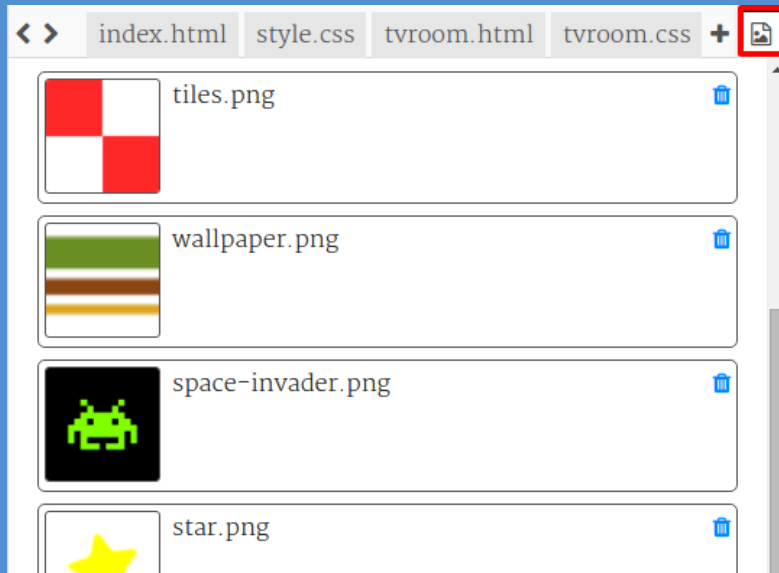 index.html style.css tvroom.html tvroom.css
tiles.png
wallpaper.png
space-invader.png
star.png